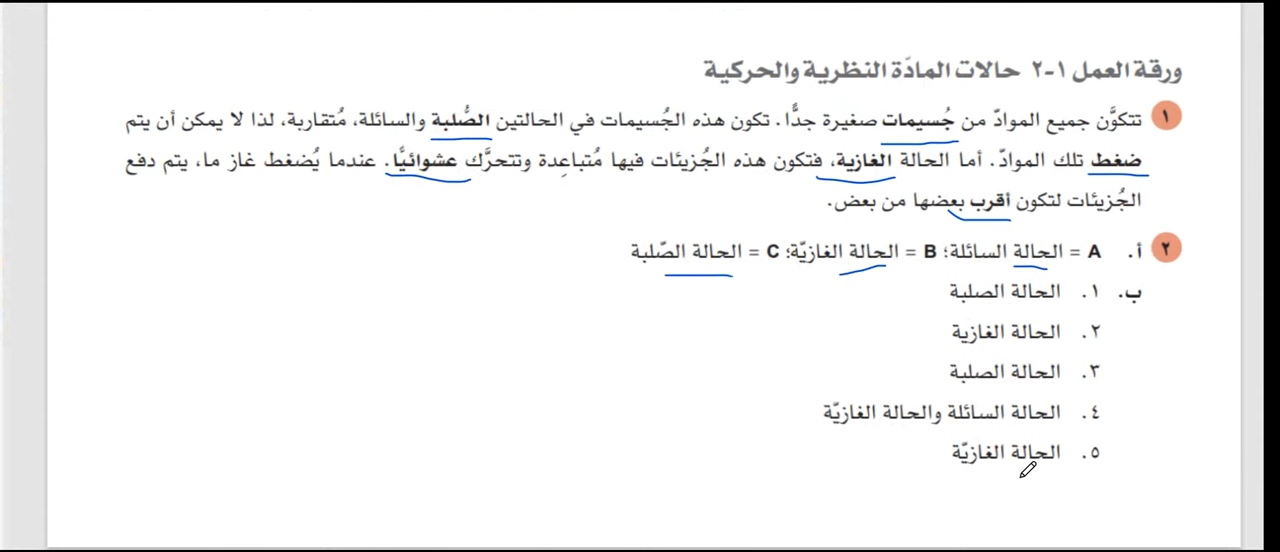 ورقة العمل ١-٢ حالات المادّة النظرية والحركية
١ تتكوَّن جميع الموادّ من جُسيمات صغيرة جدًّا. تكون هذه الجُسيمات في الحالتين الصُّلبة والسائلة، مُتقاربة، لذا لا يمكن أن يتم
ضغط تلك الموادّ. أما الحالة الغازية، فتكون هذه الجُزيئات فيها مُتباعِدة وتتحرَّك عشوائيًّا. عندما يُضغط غاز ما، يتم دفع
الجُزيئات لتكون أقرب بعضها من بعض.
٢ أ. A = الحالة السائلة؛ B = الحالة الغازيّة؛ C = الحالة الصّلبة
ب. ١. الحالة الصلبة
٢. الحالة الغازية
٣. الحالة الصلبة
٤. الحالة السائلة والحالة الغازيّة
٥. الحالة الغازيّة